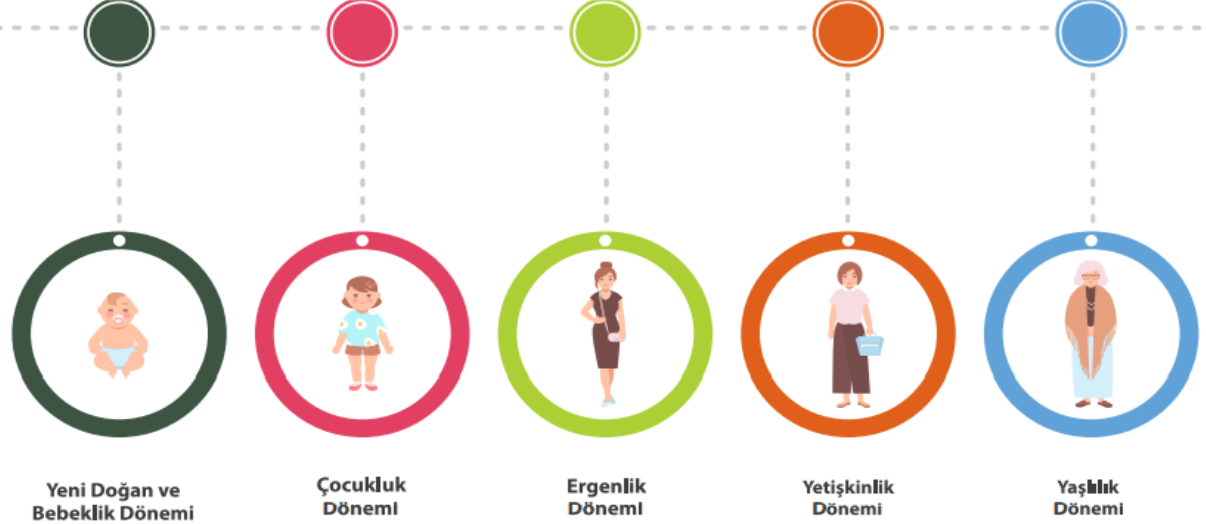 Yeni Doğan ve
Bebeklik Dönemi
Çocukluk
Dönemi
Ergenlik
Dönemi
Yetişkinlik
Dönemi
Yaşlılık
Dönemi